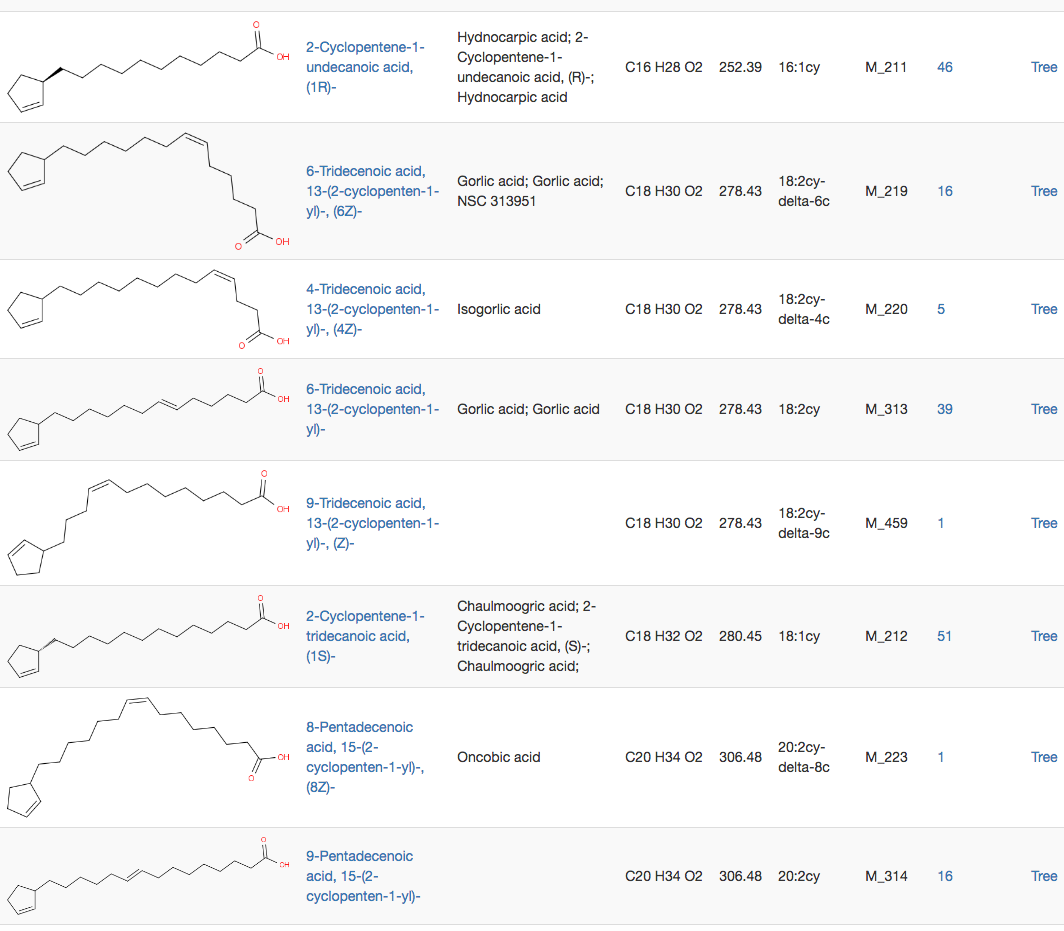 O
OH
2-Cyclopentene-1-
undecanoic acid,
(1R)-
Hydnocarpic acid; 2-
Cyclopentene-1-
undecanoic acid, (R)-;
Hydnocarpic acid
C16 H28 O2
252.39
16:1cy
M_211
46
Tree
O
OH
6-Tridecenoic acid,
13-(2-cyclopenten-1-
yl)-, (6Z)-
Gorlic acid; Gorlic acid;
NSC 313951
C18 H30 O2
278.43
18:2cy-
delta-6c
M_219
16
Tree
O
OH
4-Tridecenoic acid,
13-(2-cyclopenten-1-
yl)-, (4Z)-
Isogorlic acid
C18 H30 O2
278.43
18:2cy-
delta-4c
M_220
5
Tree
O
OH
6-Tridecenoic acid,
13-(2-cyclopenten-1-
yl)-
Gorlic acid; Gorlic acid
C18 H30 O2
278.43
18:2cy
M_313
39
Tree
O
OH
9-Tridecenoic acid,
13-(2-cyclopenten-1-
yl)-, (Z)-
C18 H30 O2
278.43
18:2cy-
delta-9c
M_459
1
Tree
O
OH
2-Cyclopentene-1-
tridecanoic acid,
(1S)-
Chaulmoogric acid; 2-
Cyclopentene-1-
tridecanoic acid, (S)-;
Chaulmoogric acid;
C18 H32 O2
280.45
18:1cy
M_212
51
Tree
OH
O
8-Pentadecenoic
acid, 15-(2-
cyclopenten-1-yl)-,
(8Z)-
Oncobic acid
C20 H34 O2
306.48
20:2cy-
delta-8c
M_223
1
Tree
O
OH
9-Pentadecenoic
acid, 15-(2-
cyclopenten-1-yl)-
C20 H34 O2
306.48
20:2cy
M_314
16
Tree